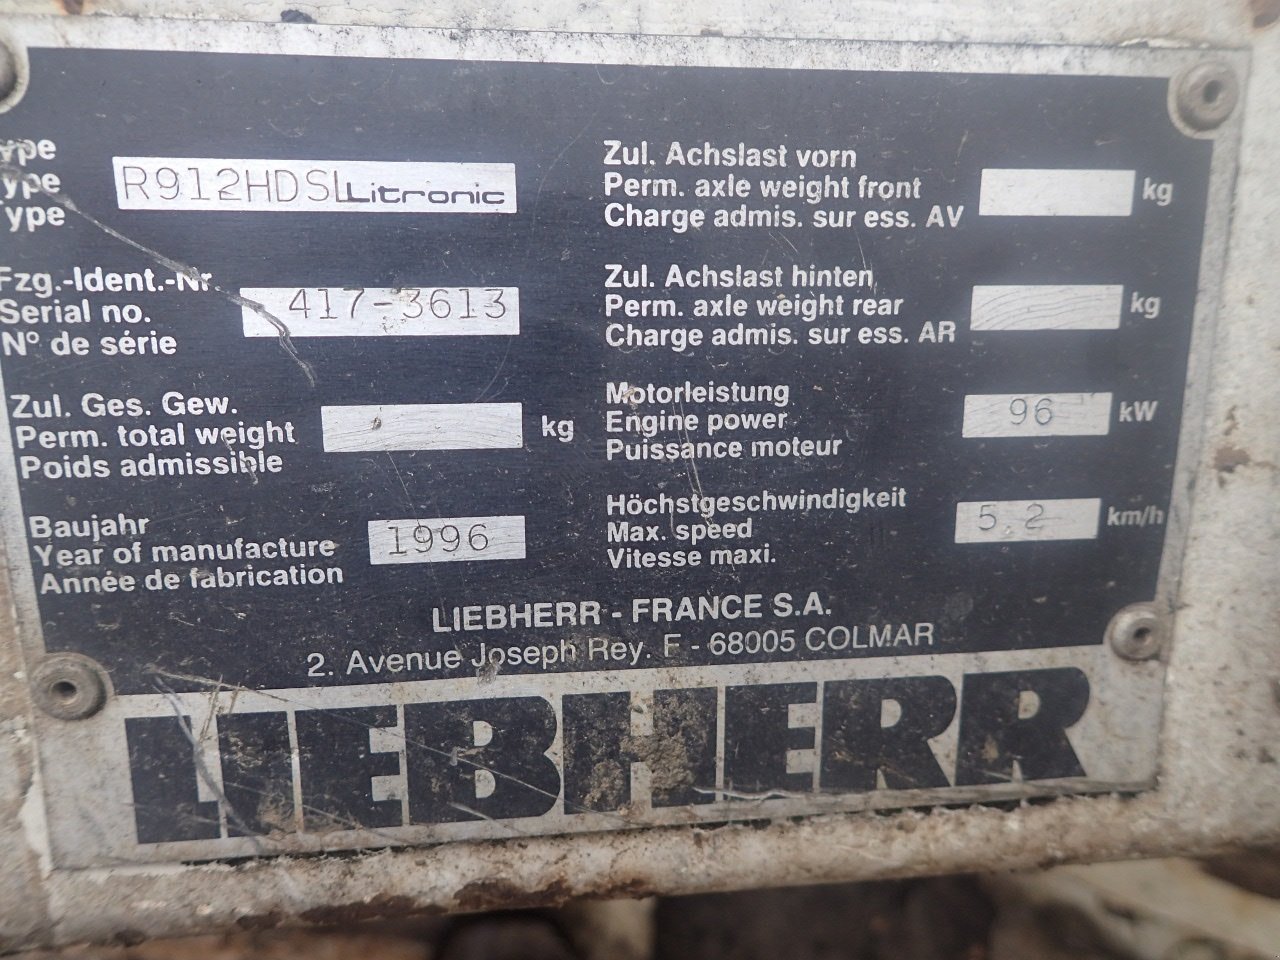 Type
Type
Type
R912HDSL Litronic
Fzg.-Ident.-Nr.
Serial no.
N° de série
417-3613
Zul. Ges. Gew.
Perm. total weight
Poids admissible
kg
Baujahr
Year of manufacture
Année de fabrication
1996
Zul. Achslast vorn
Perm. axle weight front
Charge admis. sur ess. AV
kg
Zul. Achslast hinten
Perm. axle weight rear
Charge admis. sur ess. AR
kg
Motorleistung
Engine power
Puissance moteur
96 kW
Höchstgeschwindigkeit
Max. speed
Vitesse maxi.
5,2 km/h
LIEBHERR - FRANCE S.A.
2. Avenue Joseph Rey. F - 68005 COLMAR
LIEBHERR